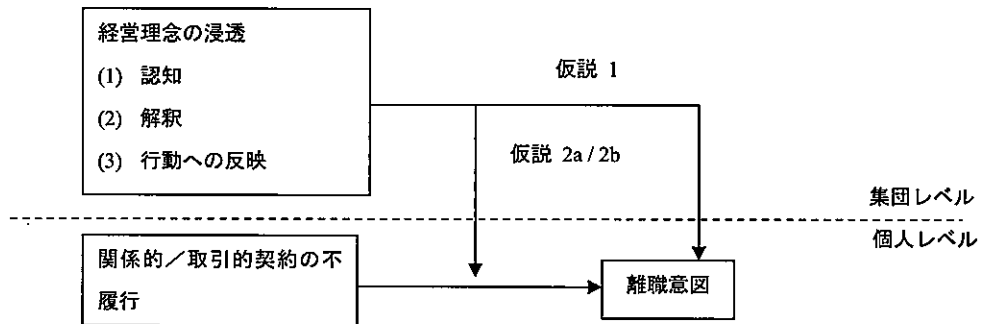 経営理念の浸透
(1) 認知
(2) 解釈
(3) 行動への反映
仮説 1
仮説 2a / 2b
集団レベル
個人レベル
関係的/取引的契約の不
履行
離職意図